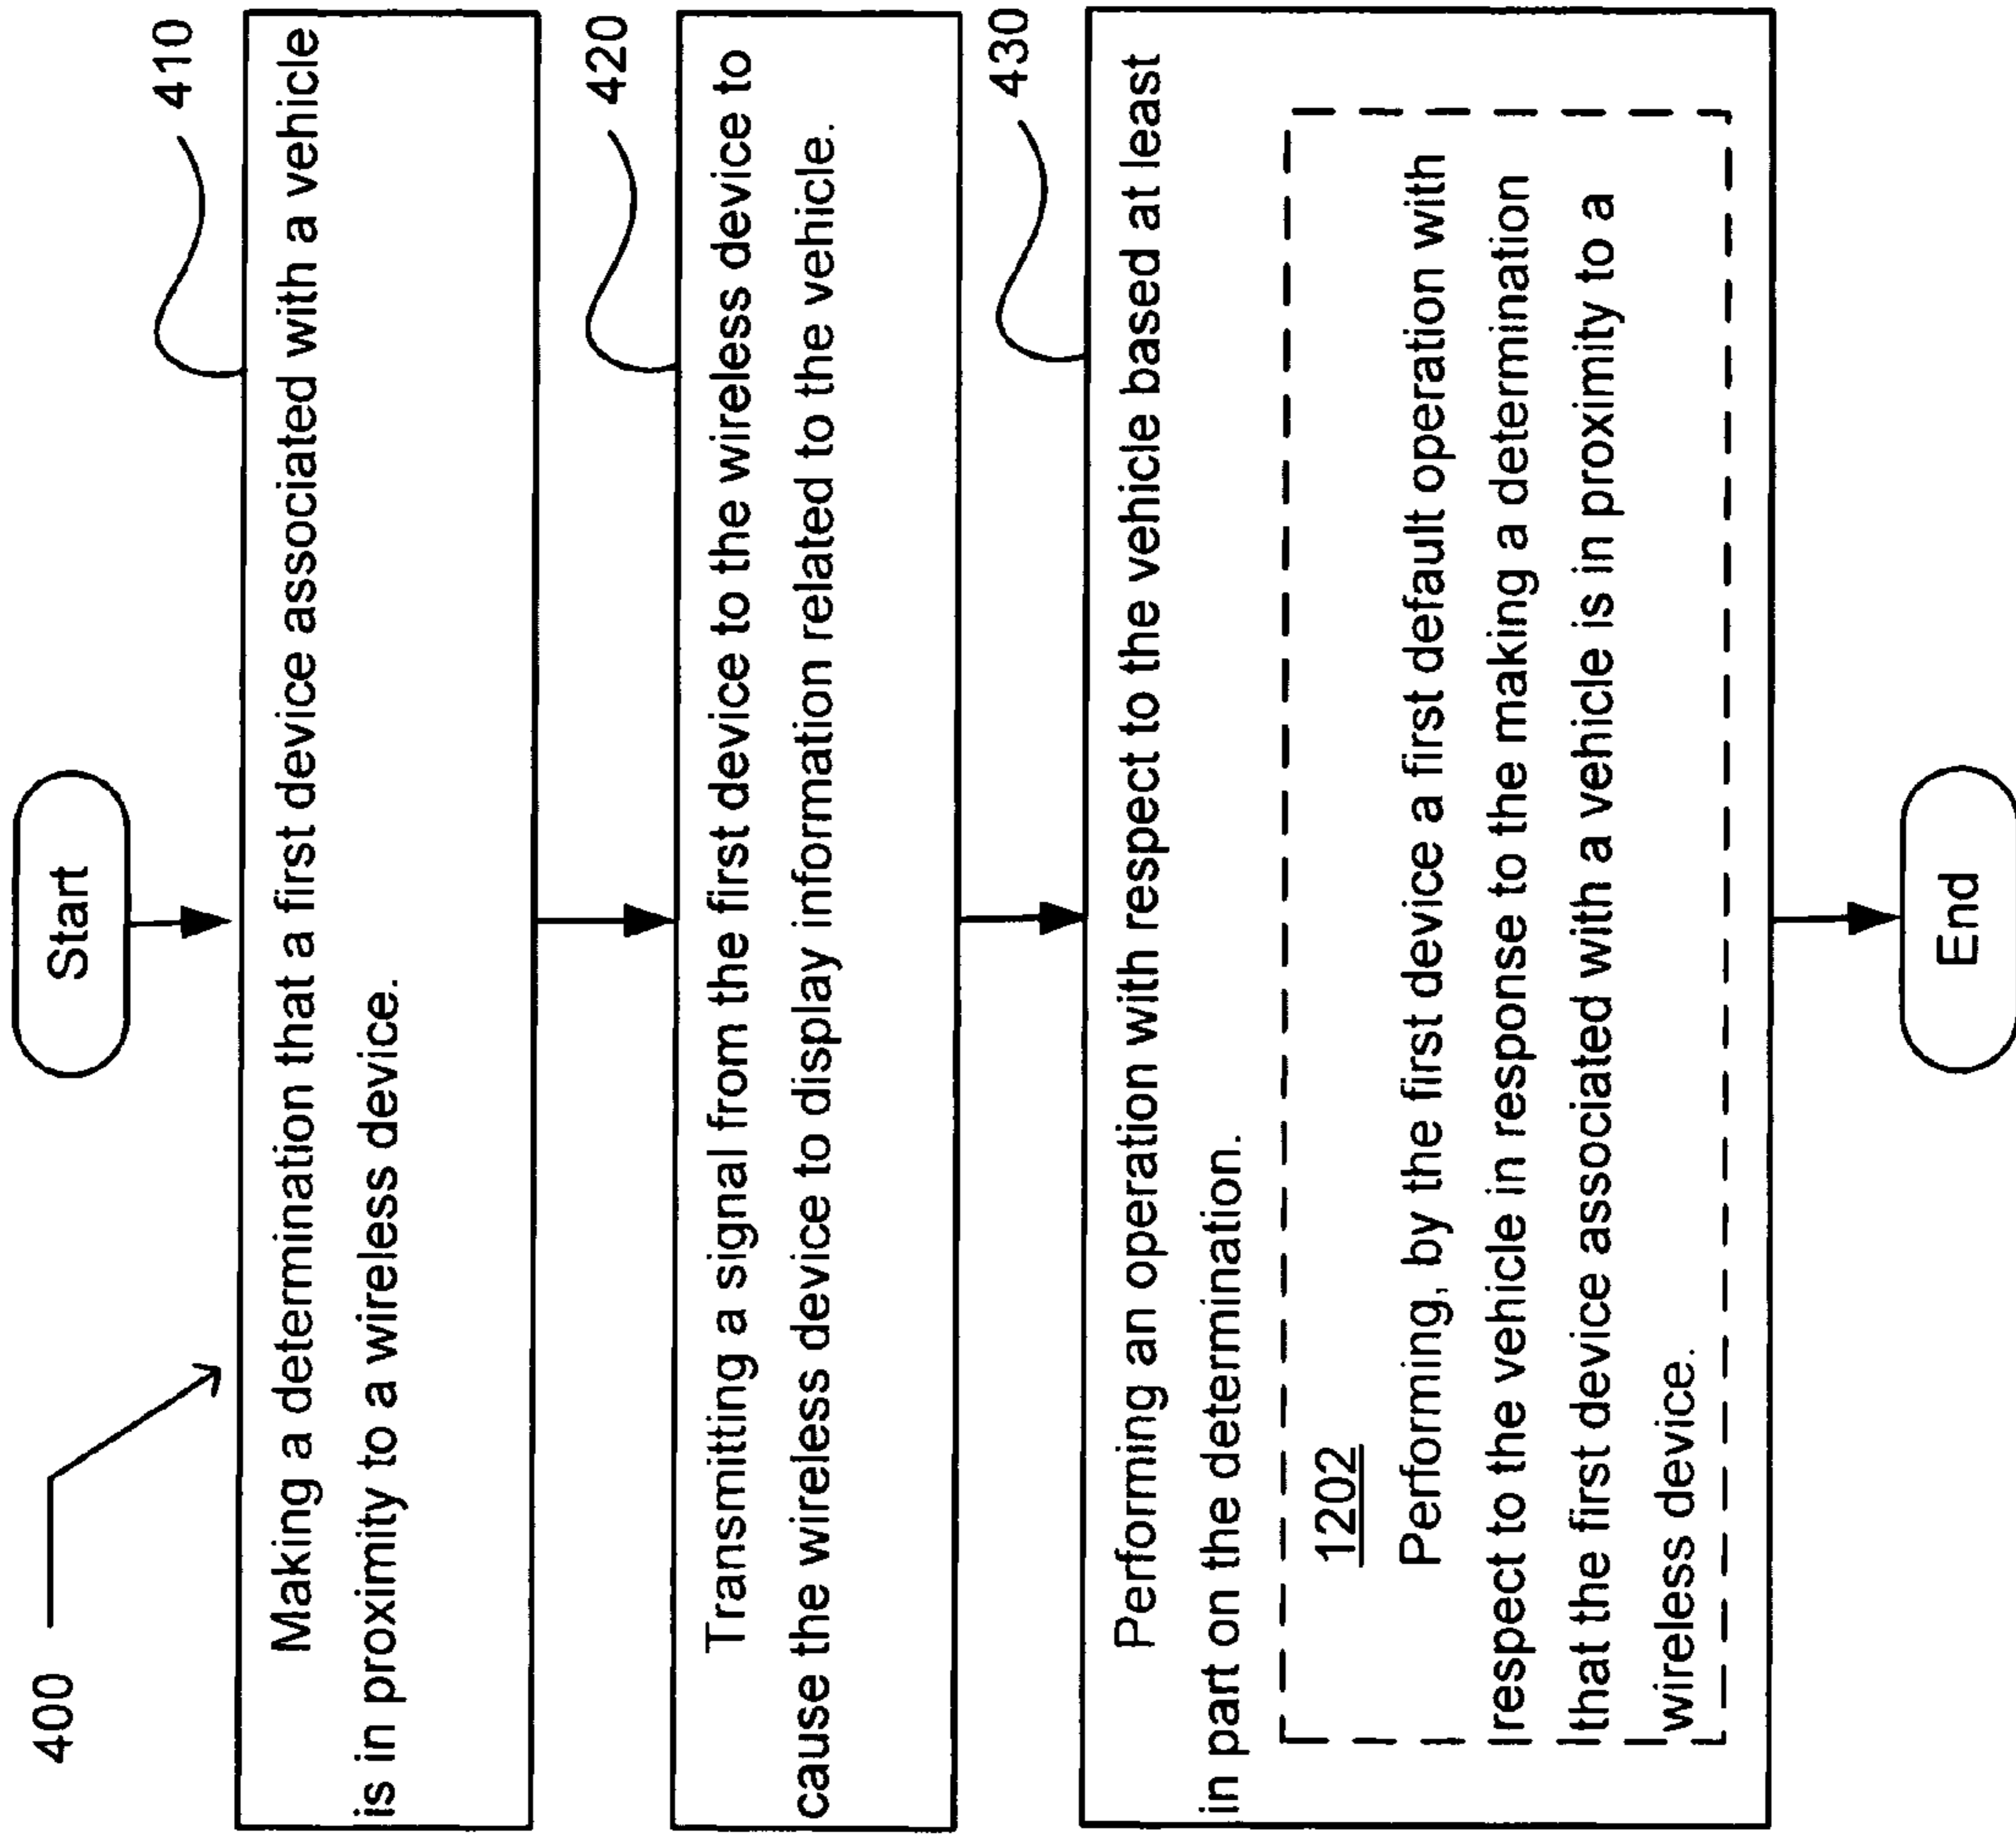 400
Start
410
Making a determination that a first device associated with a vehicle
is in proximity to a wireless device.
420
Transmitting a signal from the first device to the wireless device to
cause the wireless device to display information related to the vehicle.
430
Performing an operation with respect to the vehicle based at least
in part on the determination.
1202
Performing, by the first device a first default operation with
respect to the vehicle in response to the making a determination
that the first device associated with a vehicle is in proximity to a
wireless device.
End